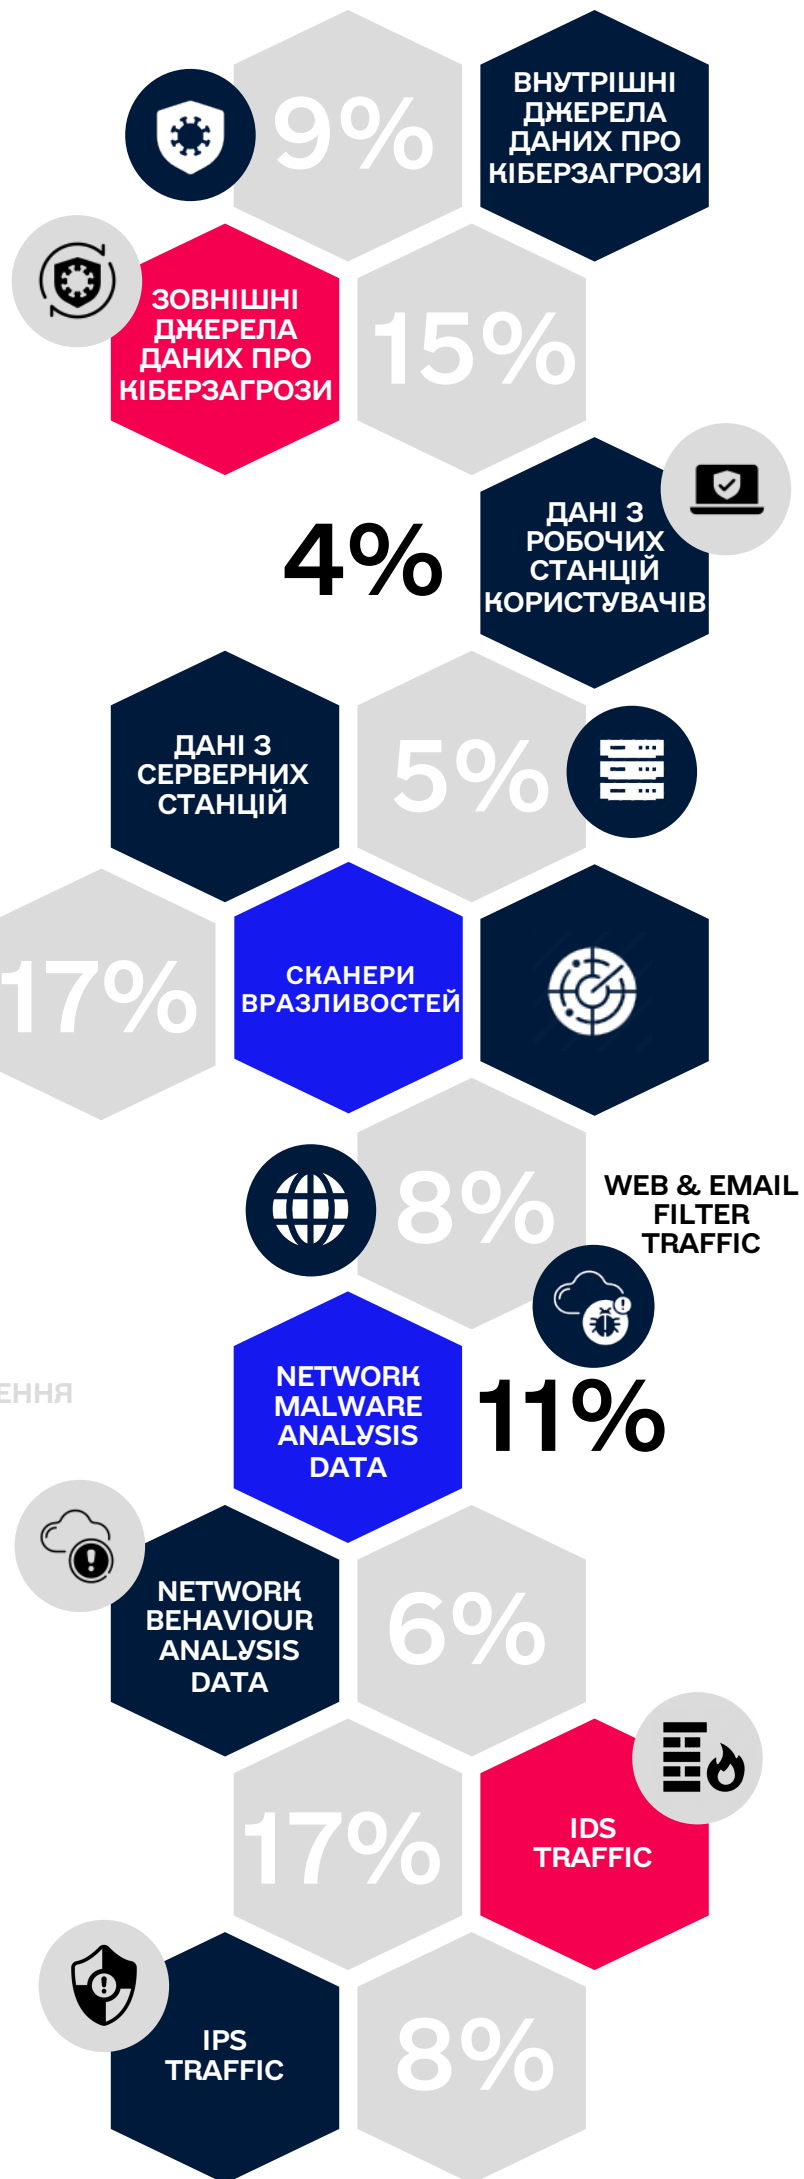 9%
ВНУТРІШНІ
ДЖЕРЕЛА
ДАНИХ ПРО
КІБЕРЗАГРОЗИ
ЗОВНІШНІ
ДЖЕРЕЛА
ДАНИХ ПРО
КІБЕРЗАГРОЗИ
15%
4%
ДАНІ З
РОБОЧИХ
СТАНЦІЙ
КОРИСТУВАЧІВ
ДАНІ З
СЕРВЕРНИХ
СТАНЦІЙ
5%
17%
СКАНЕРИ
ВРАЗЛИВОСТЕЙ
8%
WEB & EMAIL
FILTER
TRAFFIC
ЕННЯ
NETWORK
MALWARE
ANALYSIS
DATA
11%
NETWORK
BEHAVIOUR
ANALYSIS
DATA
6%
17%
IDS
TRAFFIC
IPS
TRAFFIC
8%